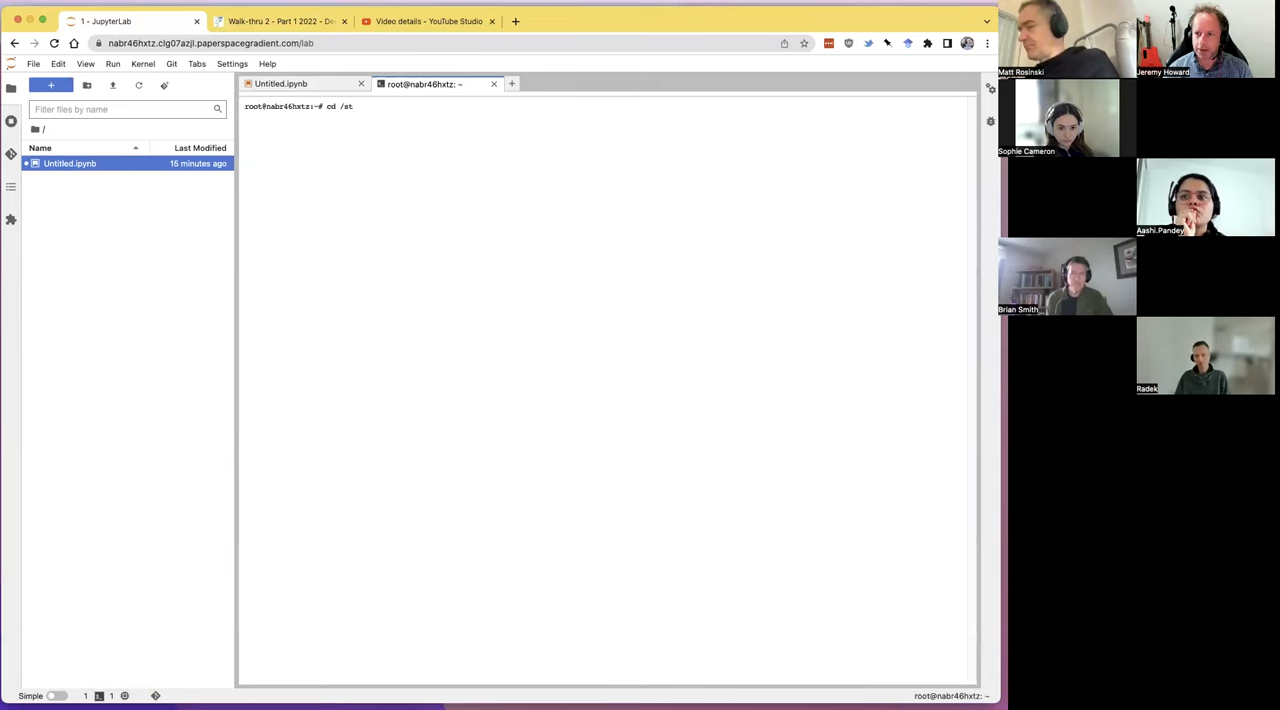 1 - JupyterLab
Walk-thru 2 - Part 1 2022 - De
Video details - YouTube Studio
nabr46hxtz.clg07azjl.paperspacegradient.com/lab
File Edit View Run Kernel Git Tabs Settings Help
Untitled.ipynb
root@nabr46hxtz: ~
Filter files by name
/
Name Last Modified
Untitled.ipynb 15 minutes ago
root@nabr46hxtz:~# cd /st
Simple 1 1
root@nabr46hxtz: ~
Matt Rosinski
Jeremy Howard
Sophie Cameron
Aashi.Pandey
Brian Smith
Radek